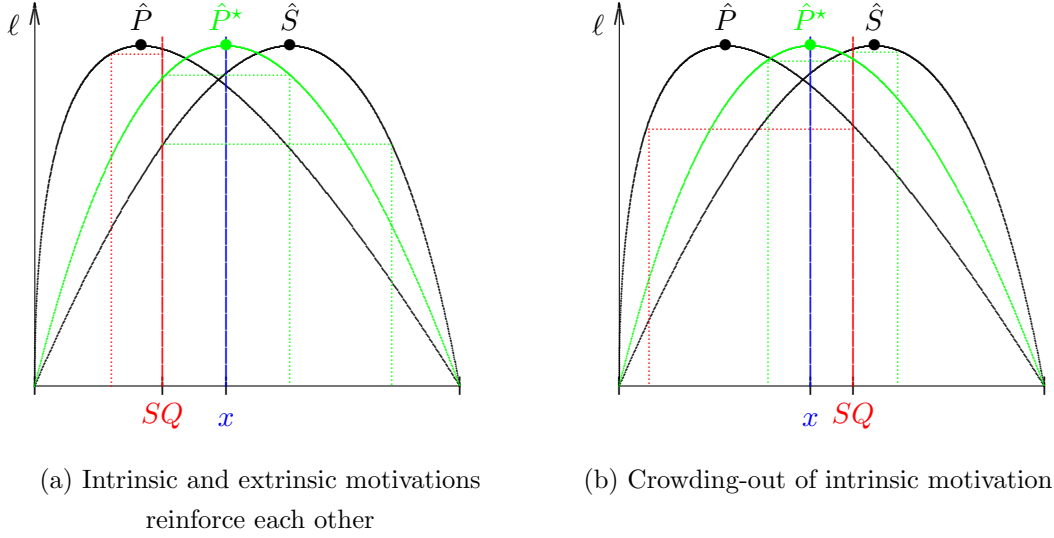 ℓ P̂ P̂⋆ Ŝ
SQ x
P̂ P̂⋆ Ŝ
ℓ
x SQ
(a) Intrinsic and extrinsic motivations
reinforce each other
(b) Crowding-out of intrinsic motivation